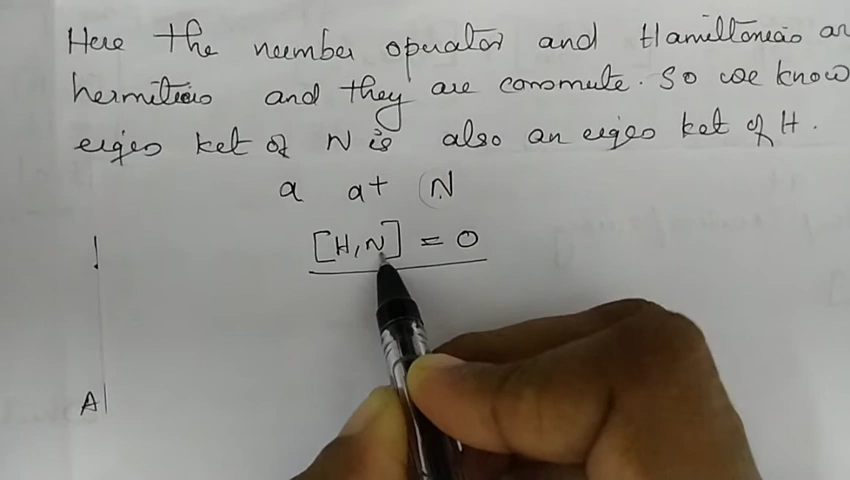 Here the number operator and Hamiltonian ar
hermitian and they are commute. So we know
eigen ket of N is also an eigen ket of H.
a a+ N
[H,N] = 0
A